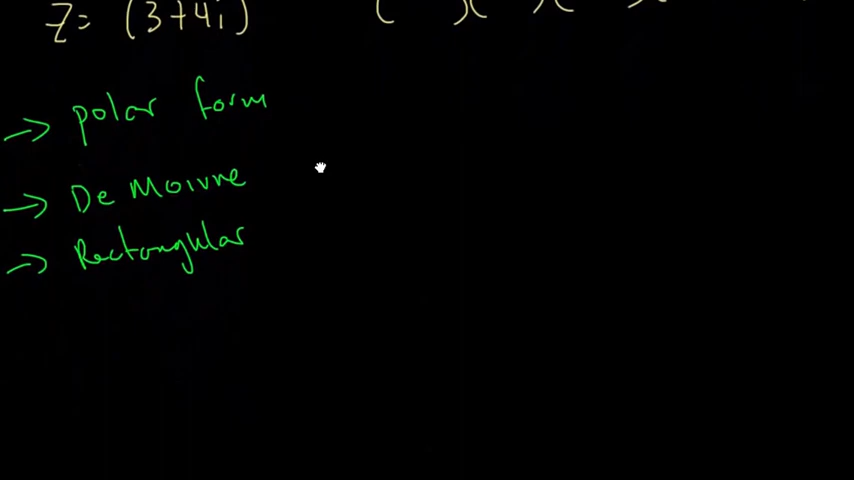 z = (3+4i) ( )( )( )(
→ polar form
→ De Moivre
→ Rectangular